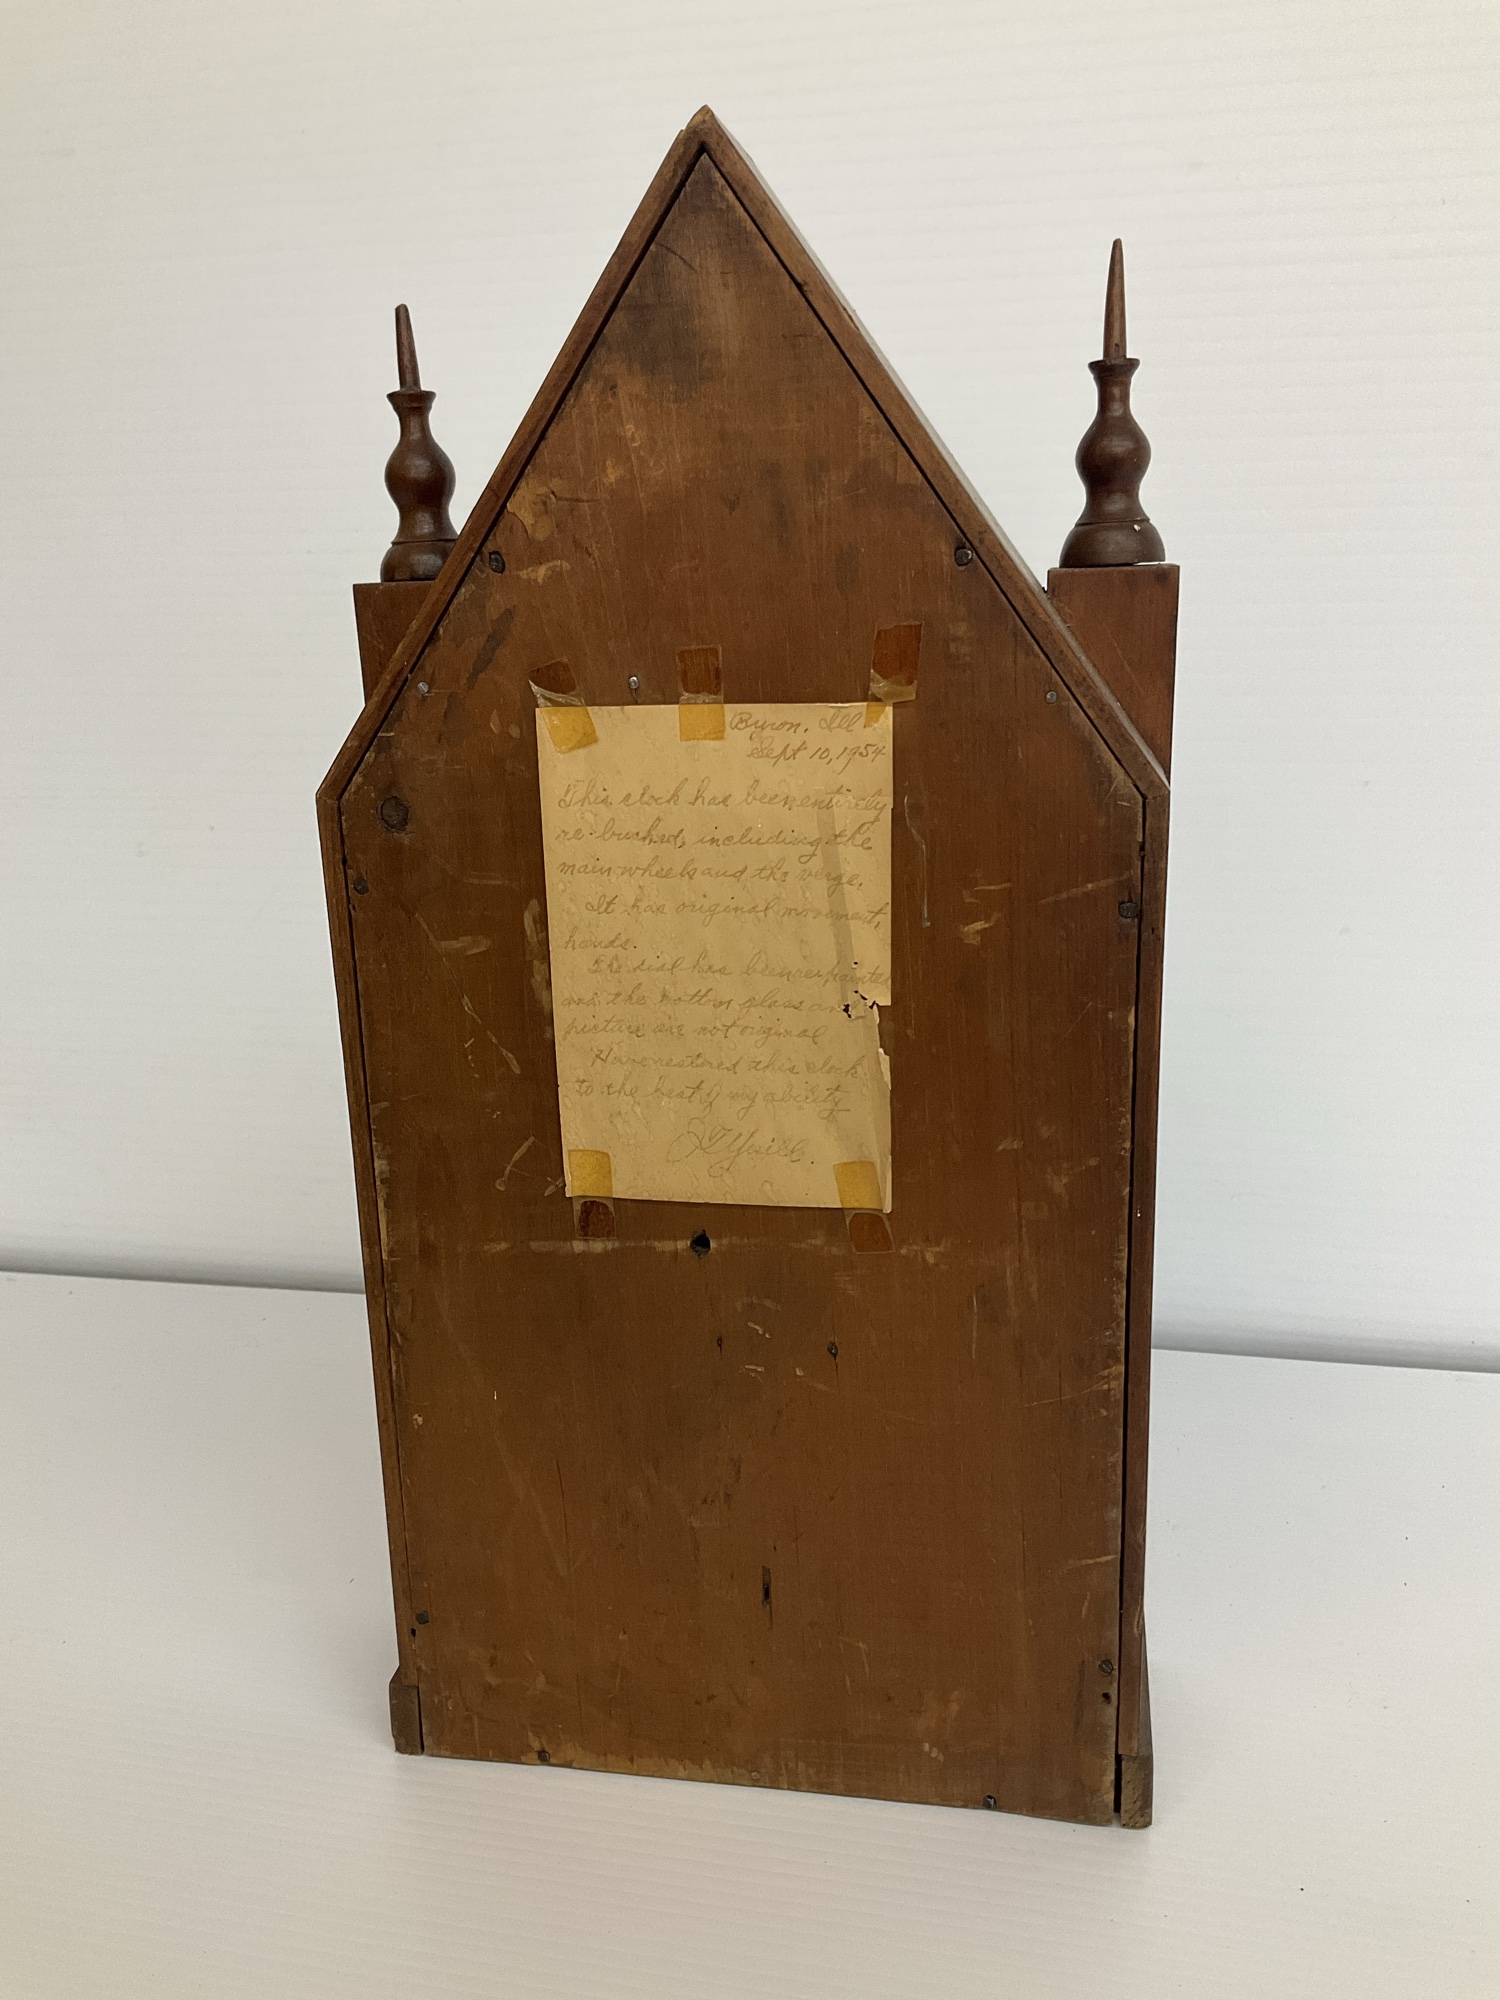 Byron, Ill
Sept 10, 1954
This clock has been entirely
re-bushed, including the
main wheels and the verge.
It has original movement,
hands.
The dial has been repainted
and the bottom glass and
picture are not original
Have restored this clock
to the best of my ability